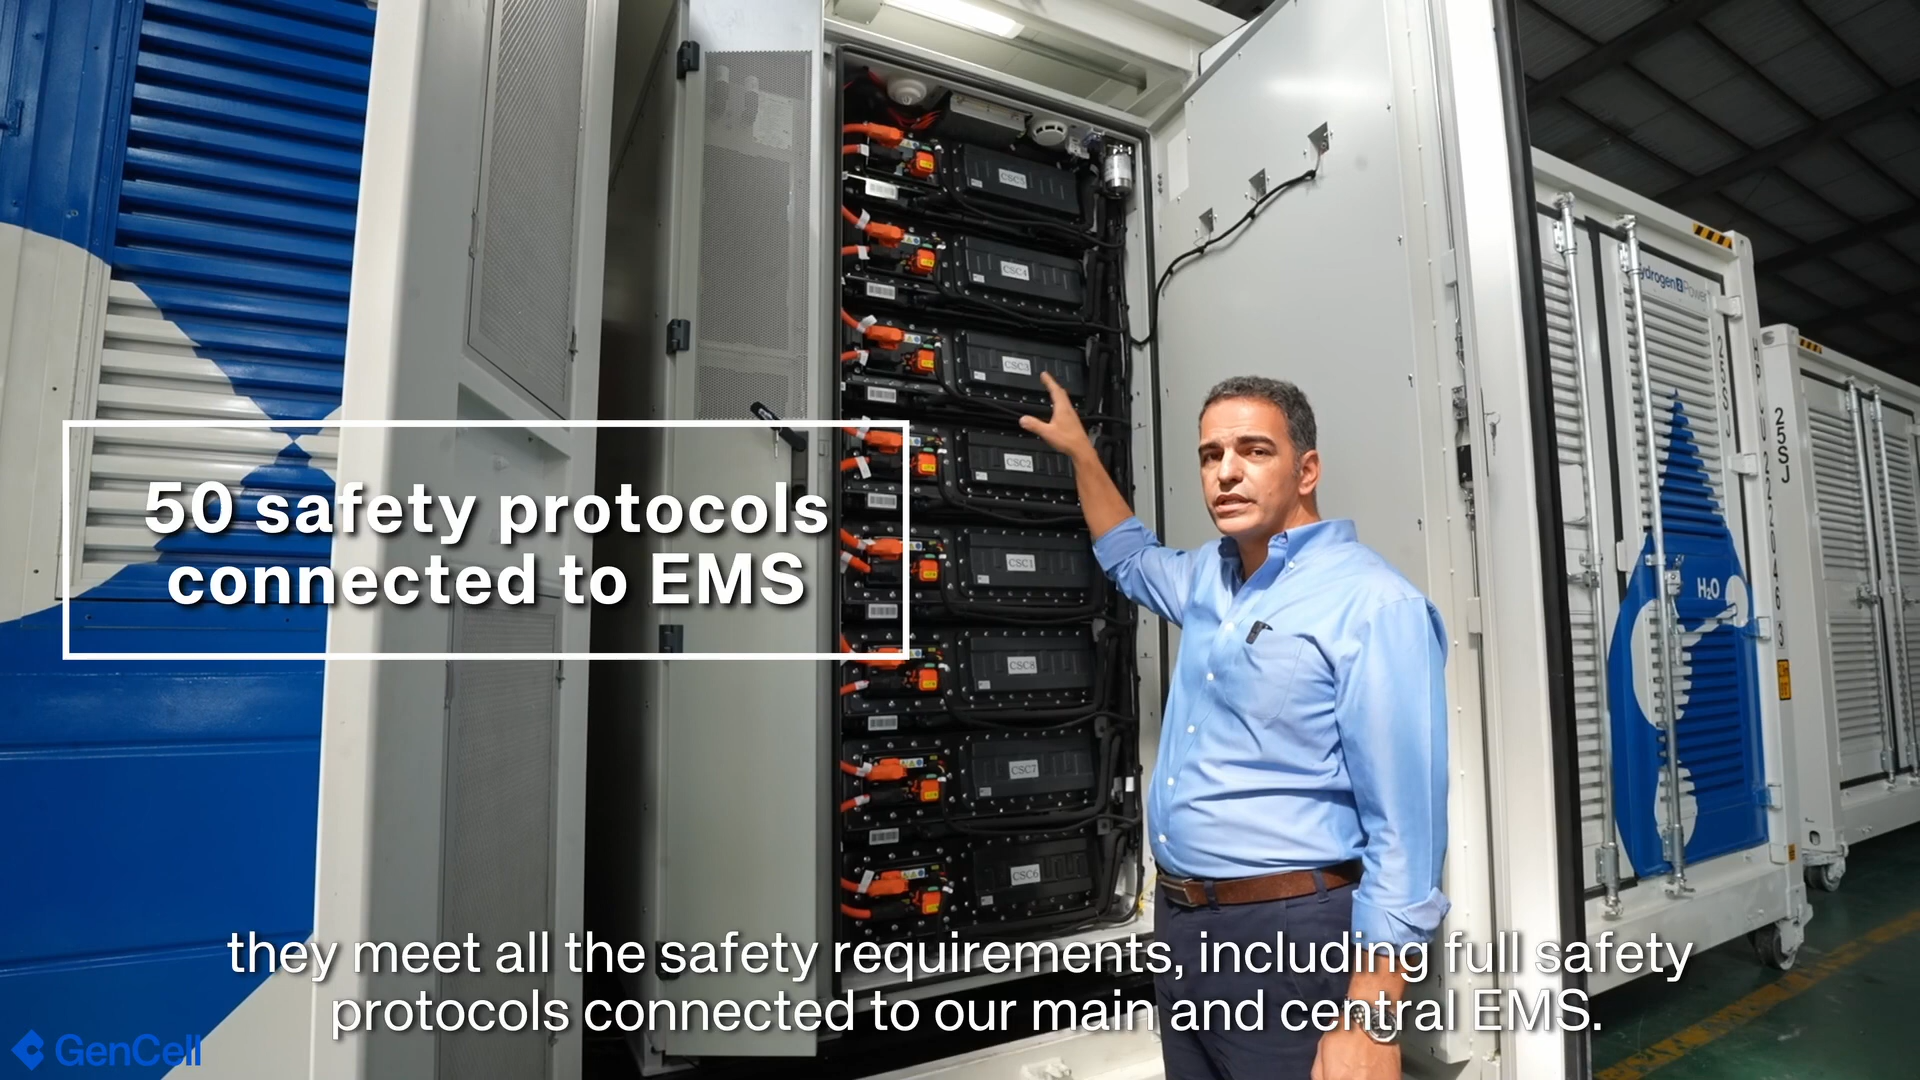 CSC5
CSC4
CSC3
CSC2
CSC1
CSC8
CSC7
CSC6
50 safety protocols
connected to EMS
Power
H₂O
25SJ
they meet all the safety requirements, including full safety
protocols connected to our main and central EMS.
GenCell